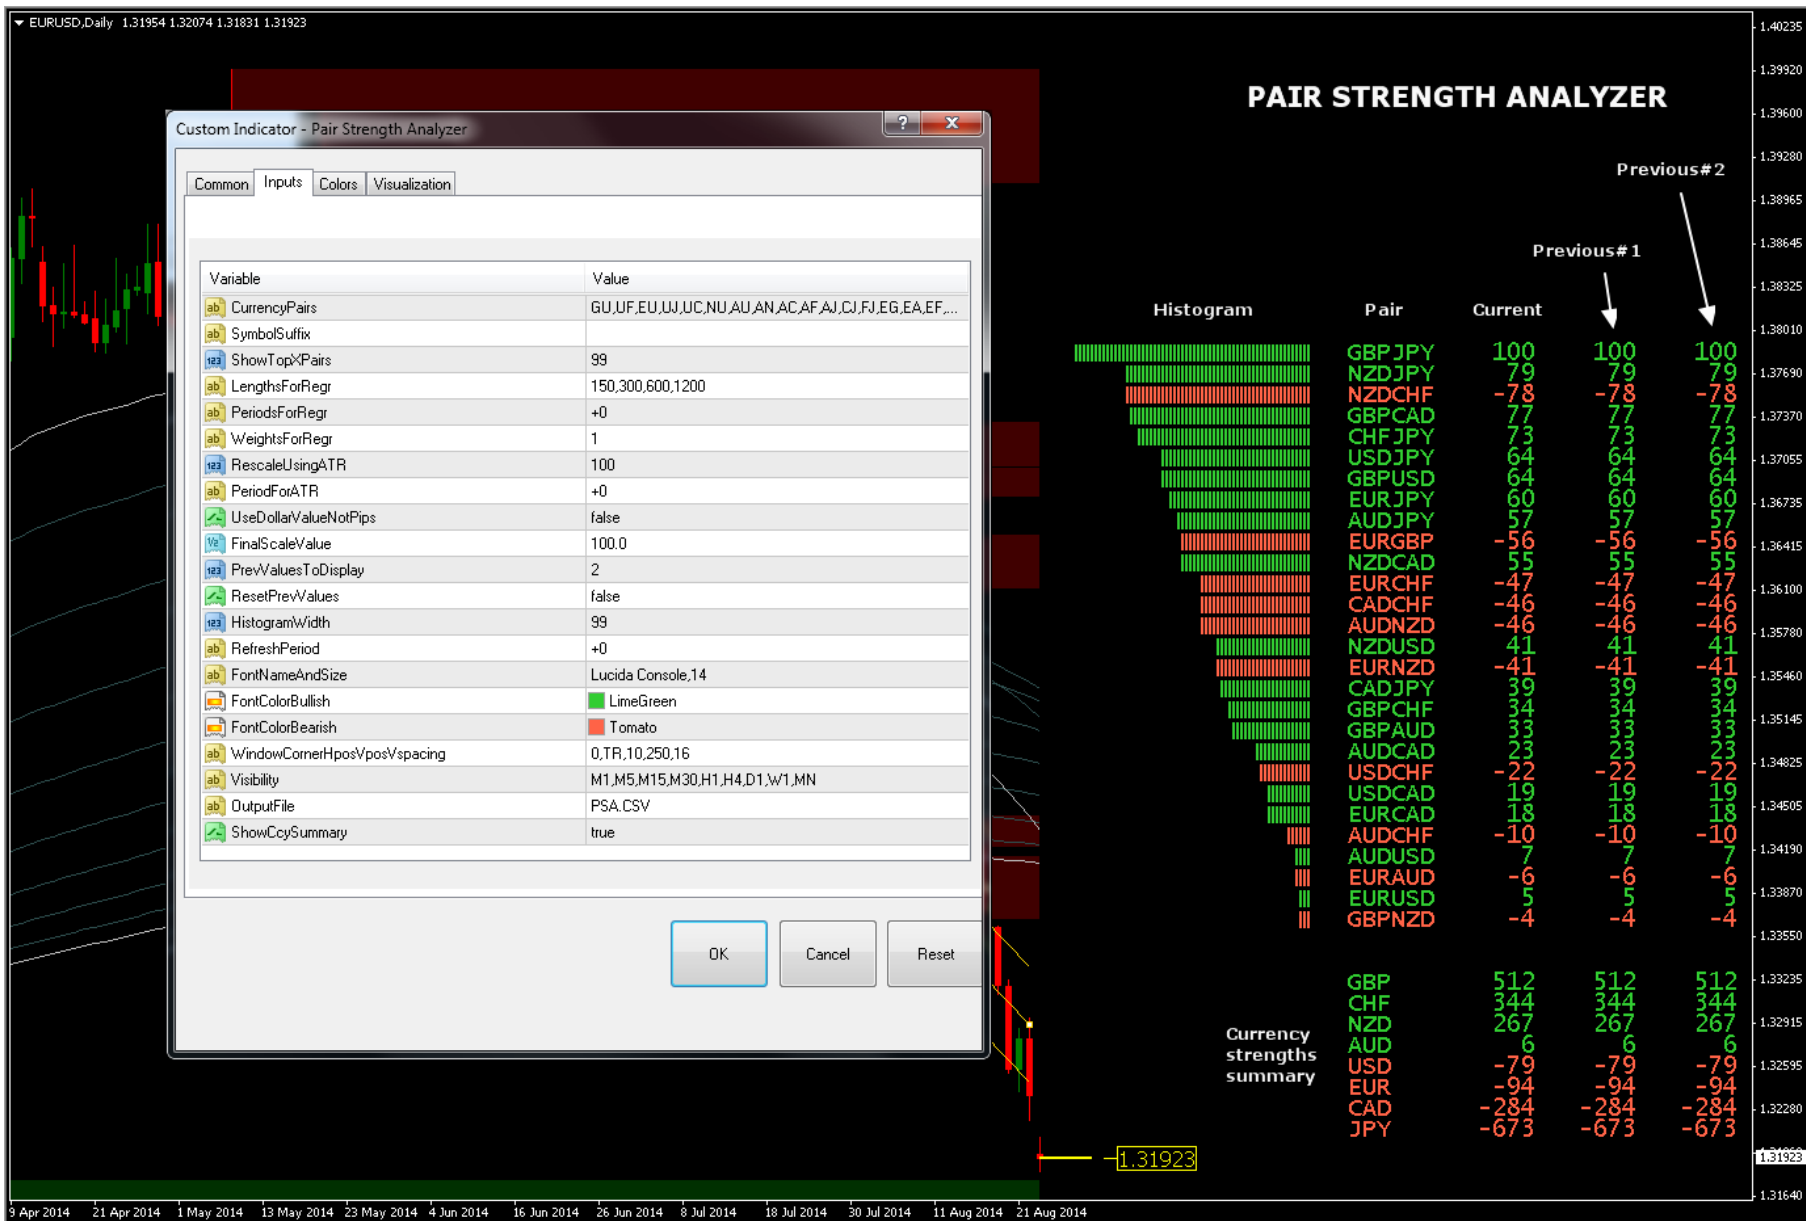 EURUSD,Daily 1.31954 1.32074 1.31831 1.31923
PAIR STRENGTH ANALYZER
Custom Indicator - Pair Strength Analyzer
? X
Common Inputs Colors Visualization
Variable Value
CurrencyPairs GU,UF,EU,UJ,UC,NU,AU,AN,AC,AF,AJ,CJ,FJ,EG,EA,EF,...
SymbolSuffix
ShowTopXPairs 99
LengthsForRegr 150,300,600,1200
PeriodsForRegr +0
WeightsForRegr 1
RescaleUsingATR 100
PeriodForATR +0
UseDollarValueNotPips false
FinalScaleValue 100.0
PrevValuesToDisplay 2
ResetPrevValues false
HistogramWidth 99
RefreshPeriod +0
FontNameAndSize Lucida Console,14
FontColorBullish LimeGreen
FontColorBearish Tomato
WindowCornerHposVposVspacing 0,TR,10,250,16
Visibility M1,M5,M15,M30,H1,H4,D1,W1,MN
OutputFile PSA.CSV
ShowCcySummary true
OK Cancel Reset
Previous#2
Previous#1
Histogram Pair Current
GBPJPY 100 100 100
NZDJPY 79 79 79
NZDCHF -78 -78 -78
GBPCAD 77 77 77
CHFJPY 73 73 73
USDJPY 64 64 64
GBPUSD 64 64 64
EURJPY 60 60 60
AUDJPY 57 57 57
EURGBP -56 -56 -56
NZDCAD 55 55 55
EURCHF -47 -47 -47
CADCHF -46 -46 -46
AUDNZD -46 -46 -46
NZDUSD 41 41 41
EURNZD -41 -41 -41
CADJPY 39 39 39
GBPCHF 34 34 34
GBPAUD 33 33 33
AUDCAD 23 23 23
USDCHF -22 -22 -22
USDCAD 19 19 19
EURCAD 18 18 18
AUDCHF -10 -10 -10
AUDUSD 7 7 7
EURAUD -6 -6 -6
EURUSD 5 5 5
GBPNZD -4 -4 -4
Currency
strengths
summary
GBP 512 512 512
CHF 344 344 344
NZD 267 267 267
AUD 6 6 6
USD -79 -79 -79
EUR -94 -94 -94
CAD -284 -284 -284
JPY -673 -673 -673
1.31923
1.40235
1.39920
1.39600
1.39280
1.38965
1.38645
1.38325
1.38010
1.37690
1.37370
1.37055
1.36735
1.36415
1.36100
1.35780
1.35460
1.35145
1.34825
1.34505
1.34190
1.33870
1.33550
1.33235
1.32915
1.32595
1.32280
1.31923
1.31640
9 Apr 2014 21 Apr 2014 1 May 2014 13 May 2014 23 May 2014 4 Jun 2014 16 Jun 2014 26 Jun 2014 8 Jul 2014 18 Jul 2014 30 Jul 2014 11 Aug 2014 21 Aug 2014